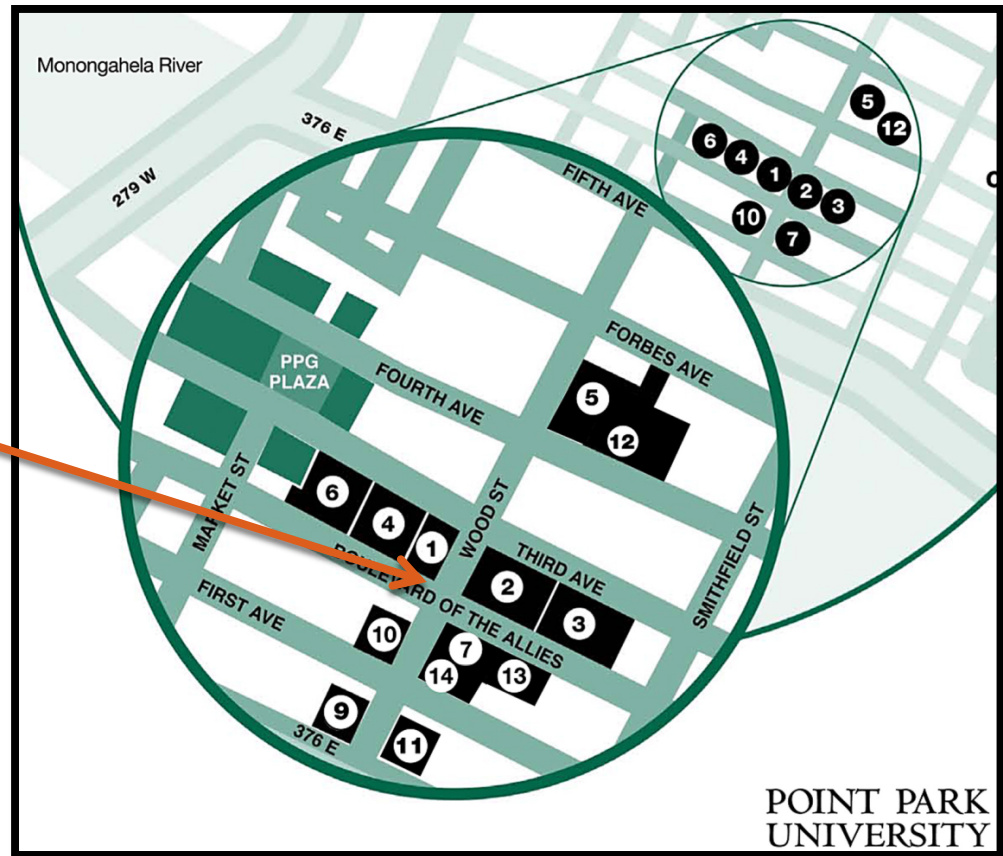 Monongahela River
279 W
376 E
5
12
6
4
1
2
3
10
7
C
FIFTH AVE
FORBES AVE
PPG
PLAZA
FOURTH AVE
5
12
MARKET ST
6
4
1
WOOD ST
THIRD AVE
2
3
SMITHFIELD ST
BOULEVARD OF THE ALLIES
FIRST AVE
10
7
14
13
9
11
376 E
POINT PARK
UNIVERSITY